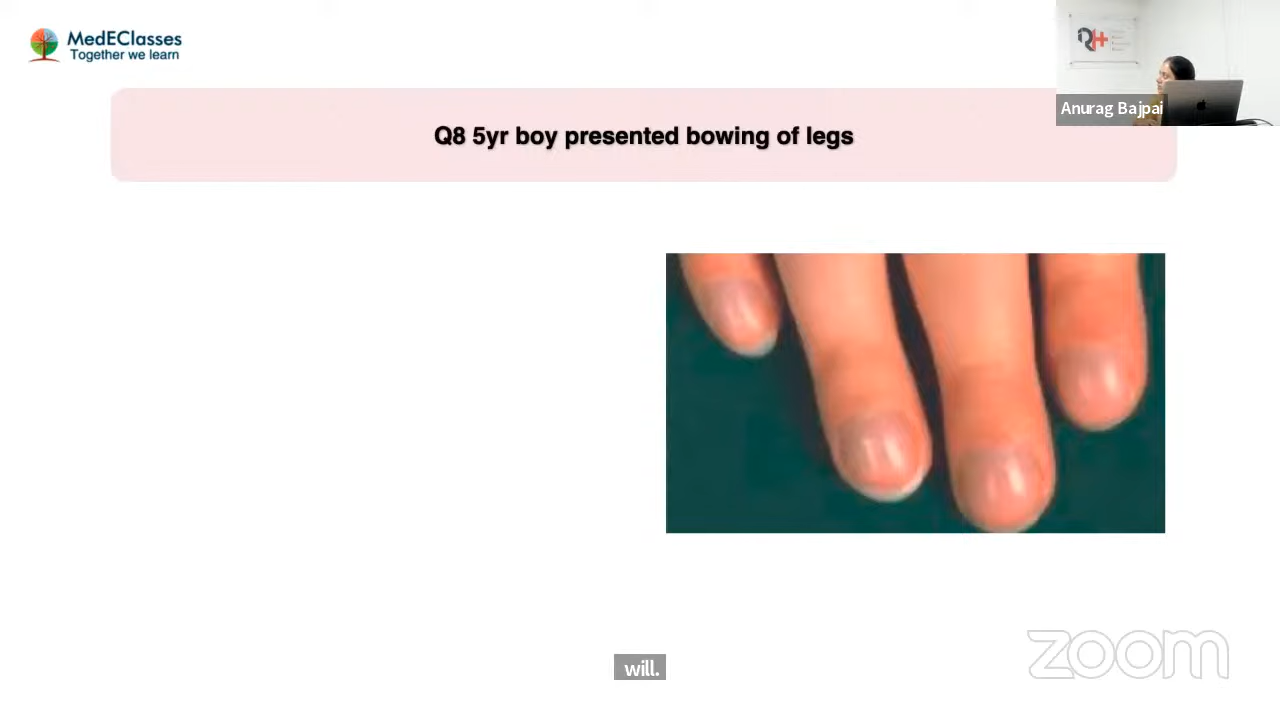 MedEClasses
Together we learn
Anurag Bajpai
Q8 5yr boy presented bowing of legs
will.
zoom